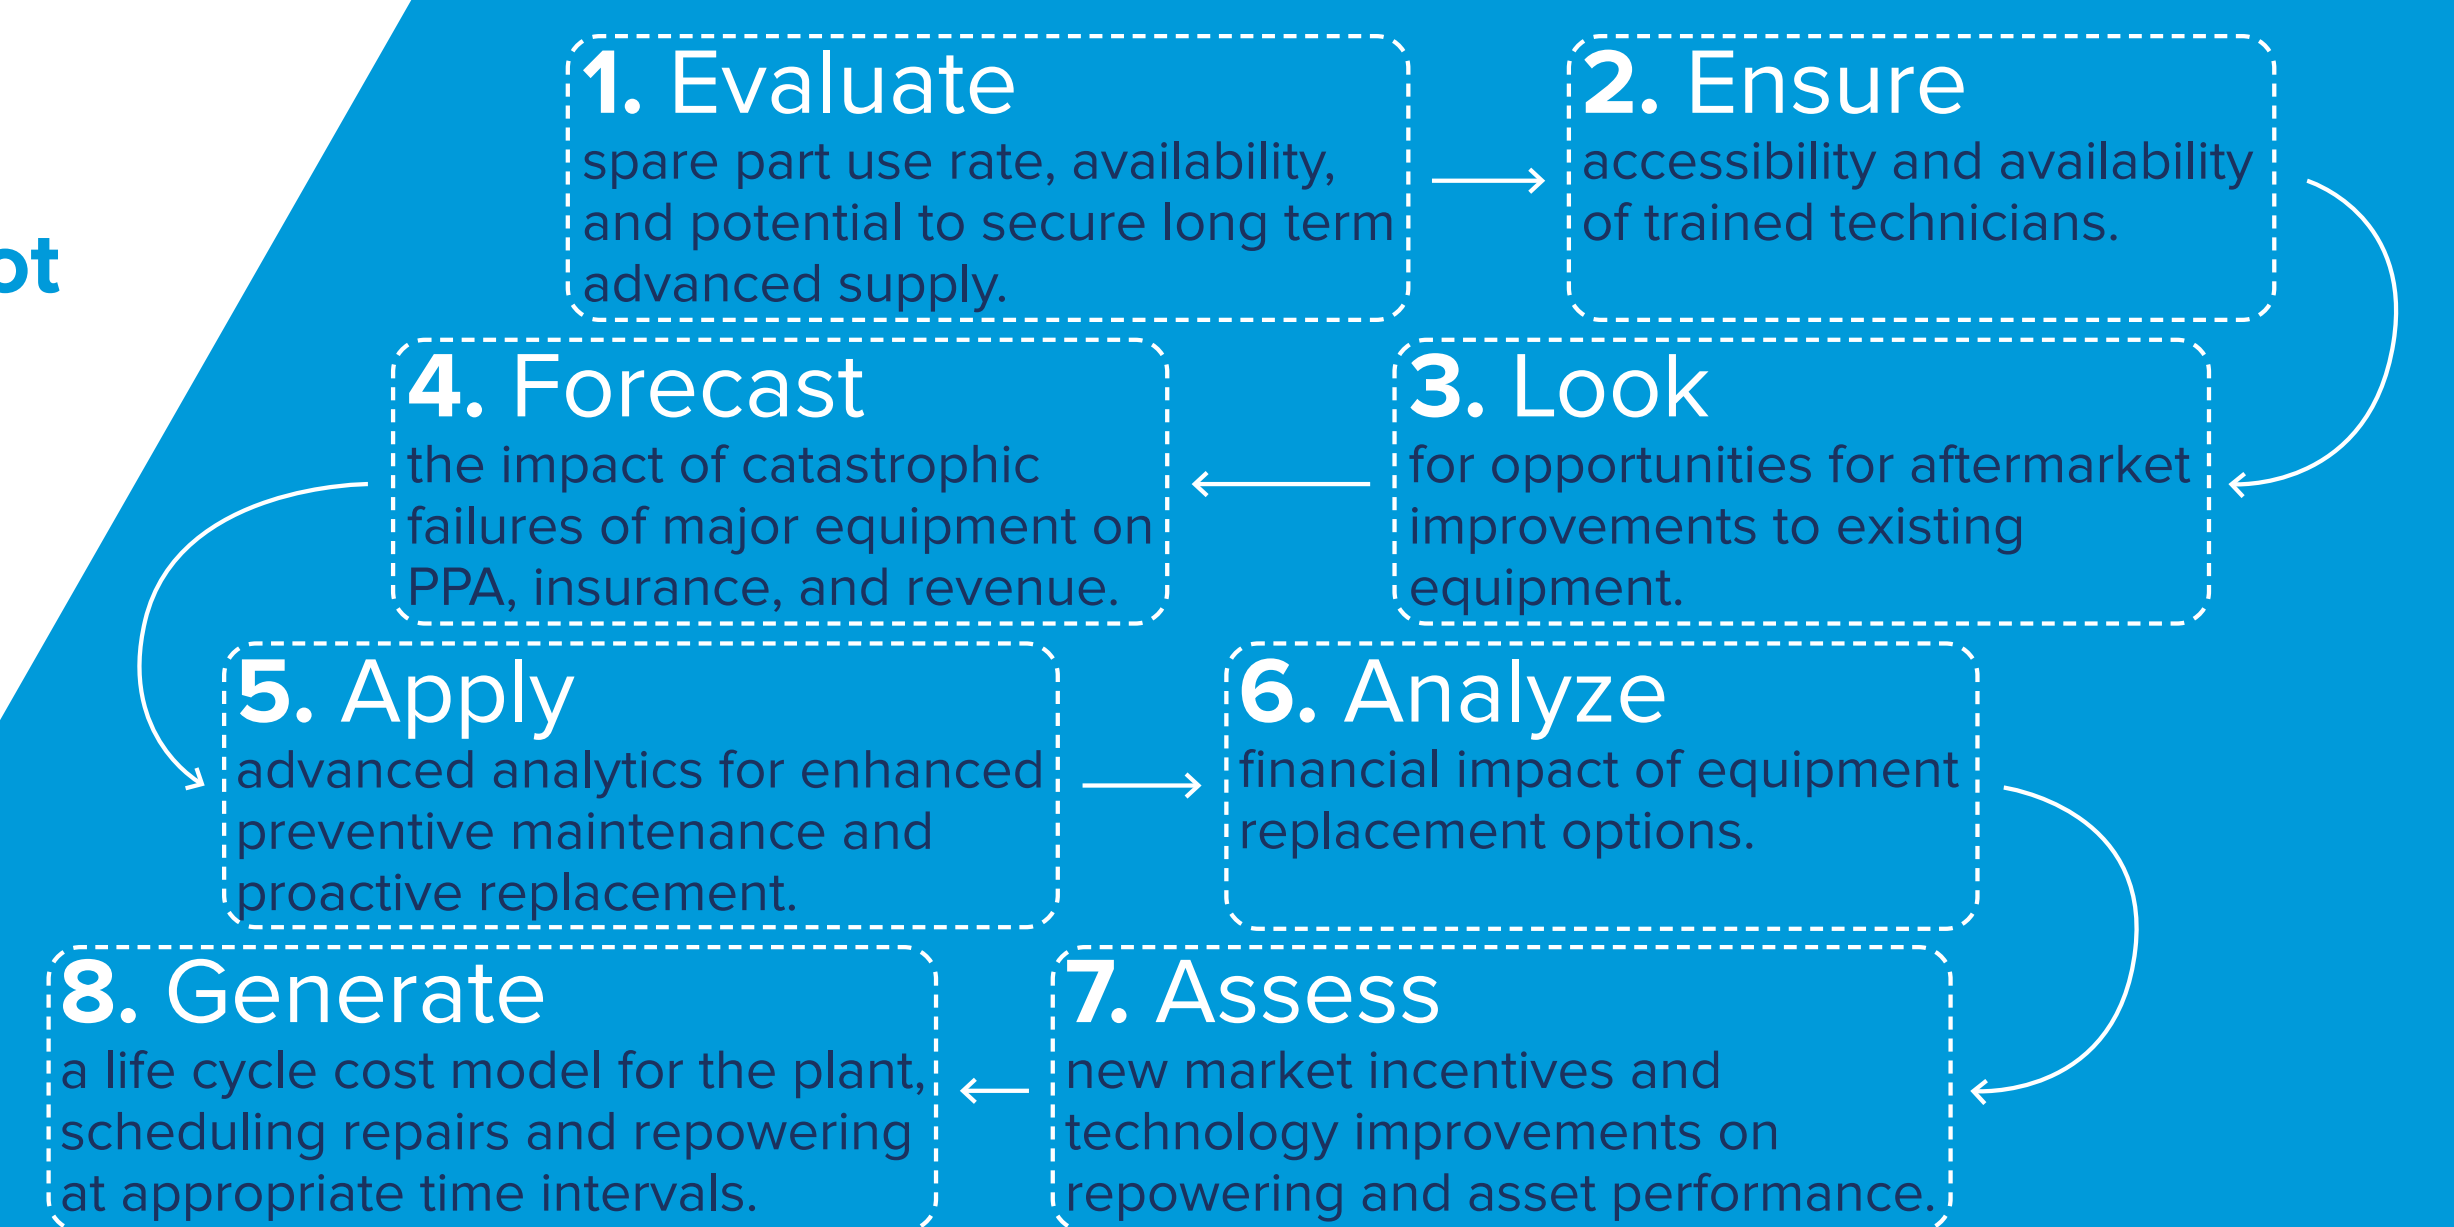 1. Evaluate
spare part use rate, availability,
and potential to secure long term
advanced supply.
2. Ensure
accessibility and availability
of trained technicians.
3. Look
for opportunities for aftermarket
improvements to existing
equipment.
4. Forecast
the impact of catastrophic
failures of major equipment on
PPA, insurance, and revenue.
5. Apply
advanced analytics for enhanced
preventive maintenance and
proactive replacement.
6. Analyze
financial impact of equipment
replacement options.
7. Assess
new market incentives and
technology improvements on
repowering and asset performance.
8. Generate
a life cycle cost model for the plant,
scheduling repairs and repowering
at appropriate time intervals.